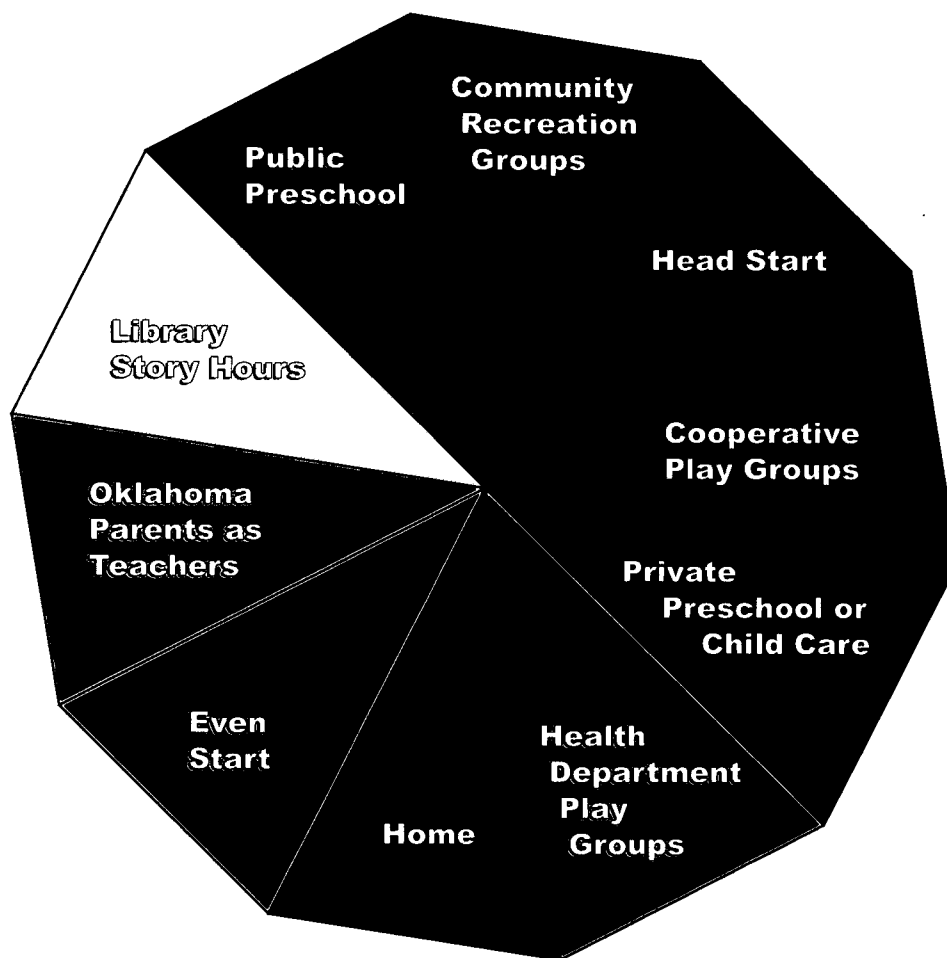 Community
Recreation
Groups
Public
Preschool
Head Start
Library
Story Hours
Cooperative
Play Groups
Oklahoma
Parents as
Teachers
Private
Preschool or
Child Care
Even
Start
Health
Department
Play
Groups
Home